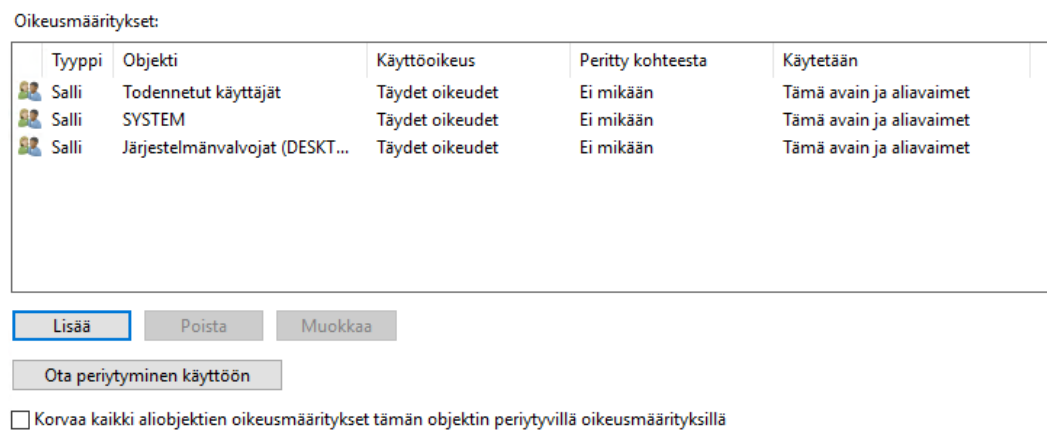 Oikeusmääritykset:
Tyyppi Objekti Käyttöoikeus Peritty kohteesta Käytetään
Salli Todennetut käyttäjät Täydet oikeudet Ei mikään Tämä avain ja aliavaimet
Salli SYSTEM Täydet oikeudet Ei mikään Tämä avain ja aliavaimet
Salli Järjestelmänvalvojat (DESKT... Täydet oikeudet Ei mikään Tämä avain ja aliavaimet
Lisää Poista Muokkaa
Ota periytyminen käyttöön
Korvaa kaikki aliobjektien oikeusmääritykset tämän objektin periytyvillä oikeusmäärityksillä